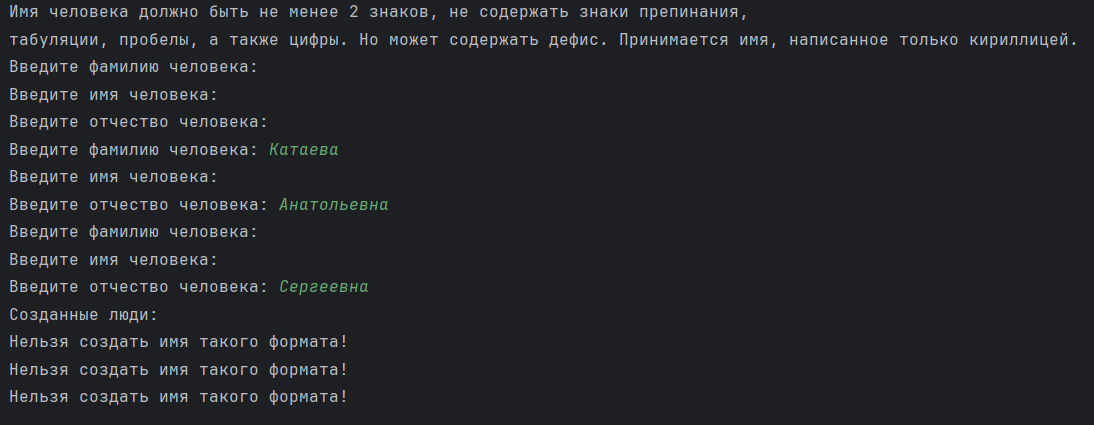 Имя человека должно быть не менее 2 знаков, не содержать знаки препинания,
табуляции, пробелы, а также цифры. Но может содержать дефис. Принимается имя, написанное только кириллицей.
Введите фамилию человека:
Введите имя человека:
Введите отчество человека:
Введите фамилию человека: Катаева
Введите имя человека:
Введите отчество человека: Анатольевна
Введите фамилию человека:
Введите имя человека:
Введите отчество человека: Сергеевна
Созданные люди:
Нельзя создать имя такого формата!
Нельзя создать имя такого формата!
Нельзя создать имя такого формата!